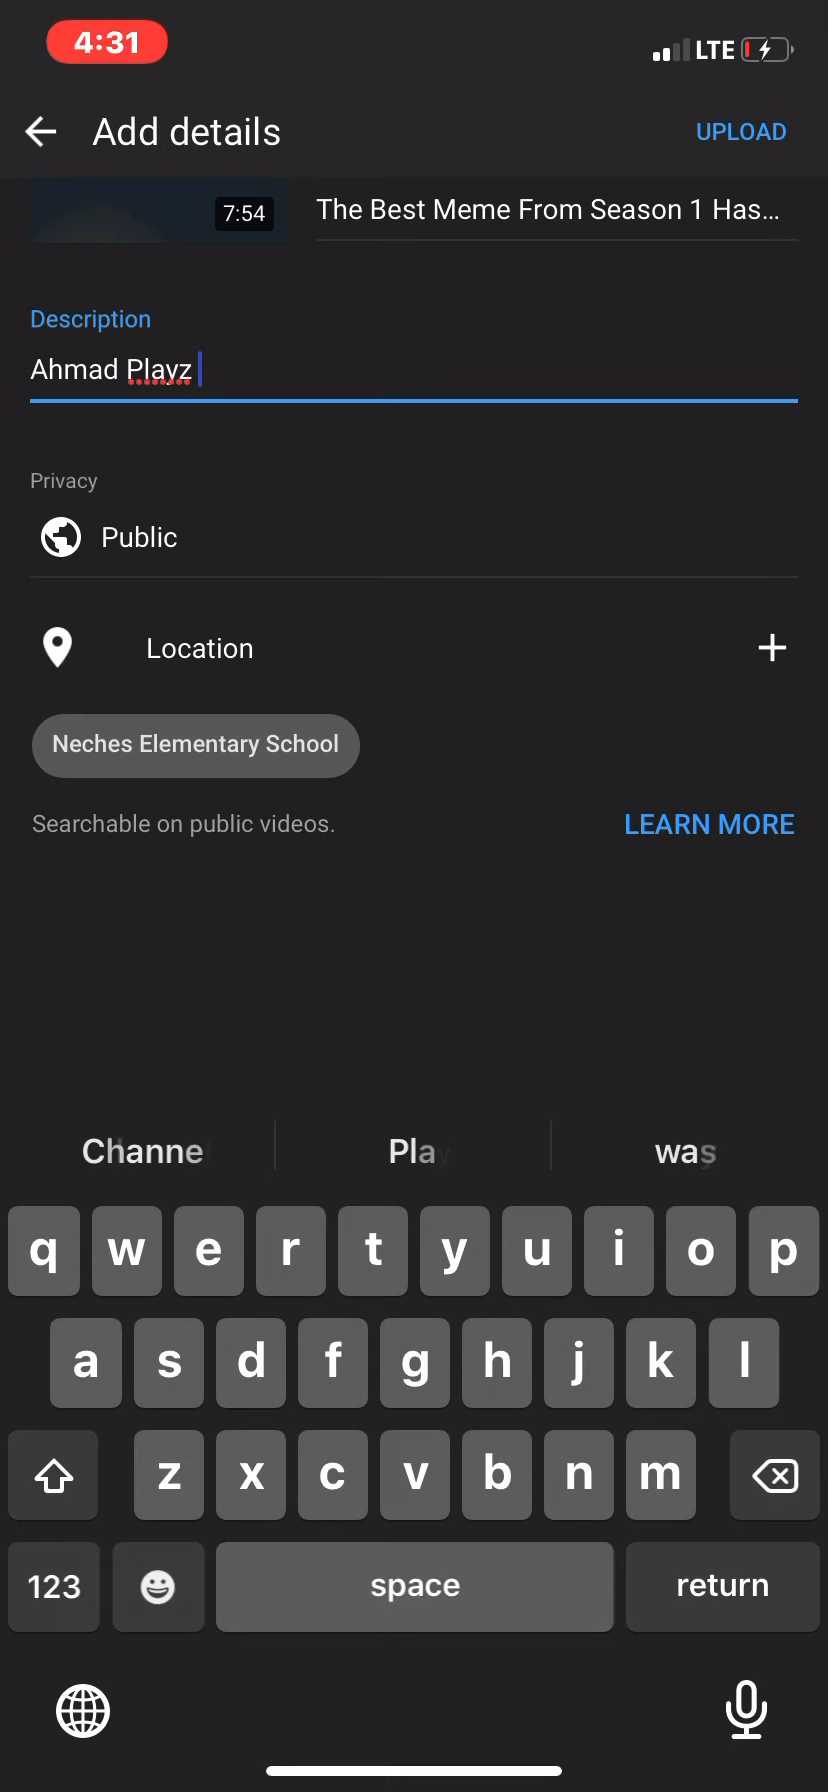 4:31
LTE
Add details
UPLOAD
7:54
The Best Meme From Season 1 Has...
Description
Ahmad Playz
Privacy
Public
Location
Neches Elementary School
Searchable on public videos.
LEARN MORE
Channe Play was
q w e r t y u i o p
a s d f g h j k l
z x c v b n m
123 space return